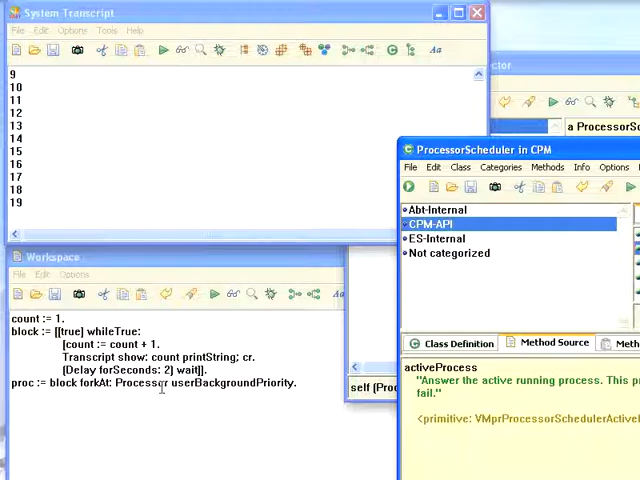 System Transcript
File Edit Options Tools Help
Aa
9
10
11
12
13
14
15
16
17
18
19
a ProcessorSc
ProcessorScheduler in CPM
File Edit Class Categories Methods Info Options
Abt-Internal
CPM-API
ES-Internal
Not categorized
Class Definition Method Source
activeProcess
"Answer the active running process. This pr
fail."
<primitive: VMprProcessorSchedulerActive
Workspace
File Edit Options
Aa
count := 1.
block := [[true] whileTrue:
[count := count + 1.
Transcript show: count printString; cr.
(Delay forSeconds: 2) wait]].
proc := block forkAt: Processor userBackgroundPriority.
self (Proc